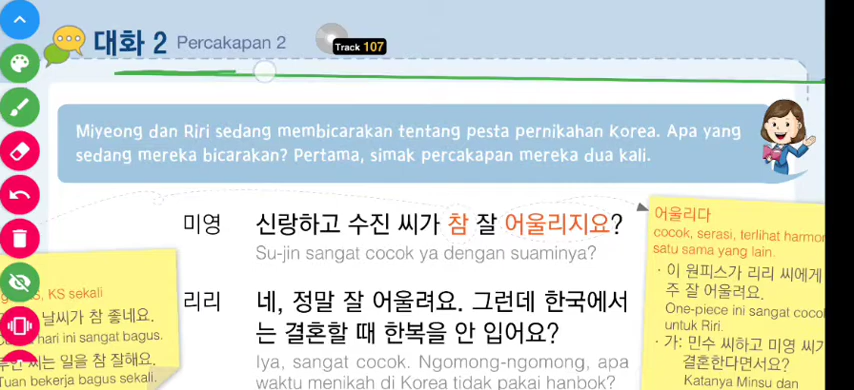 대화 2 Percakapan 2
Track 107
Miyeong dan Riri sedang membicarakan tentang pesta pernikahan Korea. Apa yang
sedang mereka bicarakan? Pertama, simak percakapan mereka dua kali.
미영 신랑하고 수진 씨가 참 잘 어울리지요?
Su-jin sangat cocok ya dengan suaminya?
리리 네, 정말 잘 어울려요. 그런데 한국에서
는 결혼할 때 한복을 안 입어요?
Iya, sangat cocok. Ngomong-ngomong, apa
waktu menikah di Korea tidak pakai hanbok?
어울리다
cocok, serasi, terlihat
satu sama yang lain.
· 이 원피스가 리리 씨에게
주 잘 어울려요.
One-piece ini sangat
untuk Riri.
· 가: 민수 씨하고 미영 씨가
결혼한다면서요?
Katanya Minsu dan
KS sekali
날씨가 참 좋네요.
hari ini sangat bagus.
씨는 일을 참 잘해요.
Tuan bekerja bagus sekali.